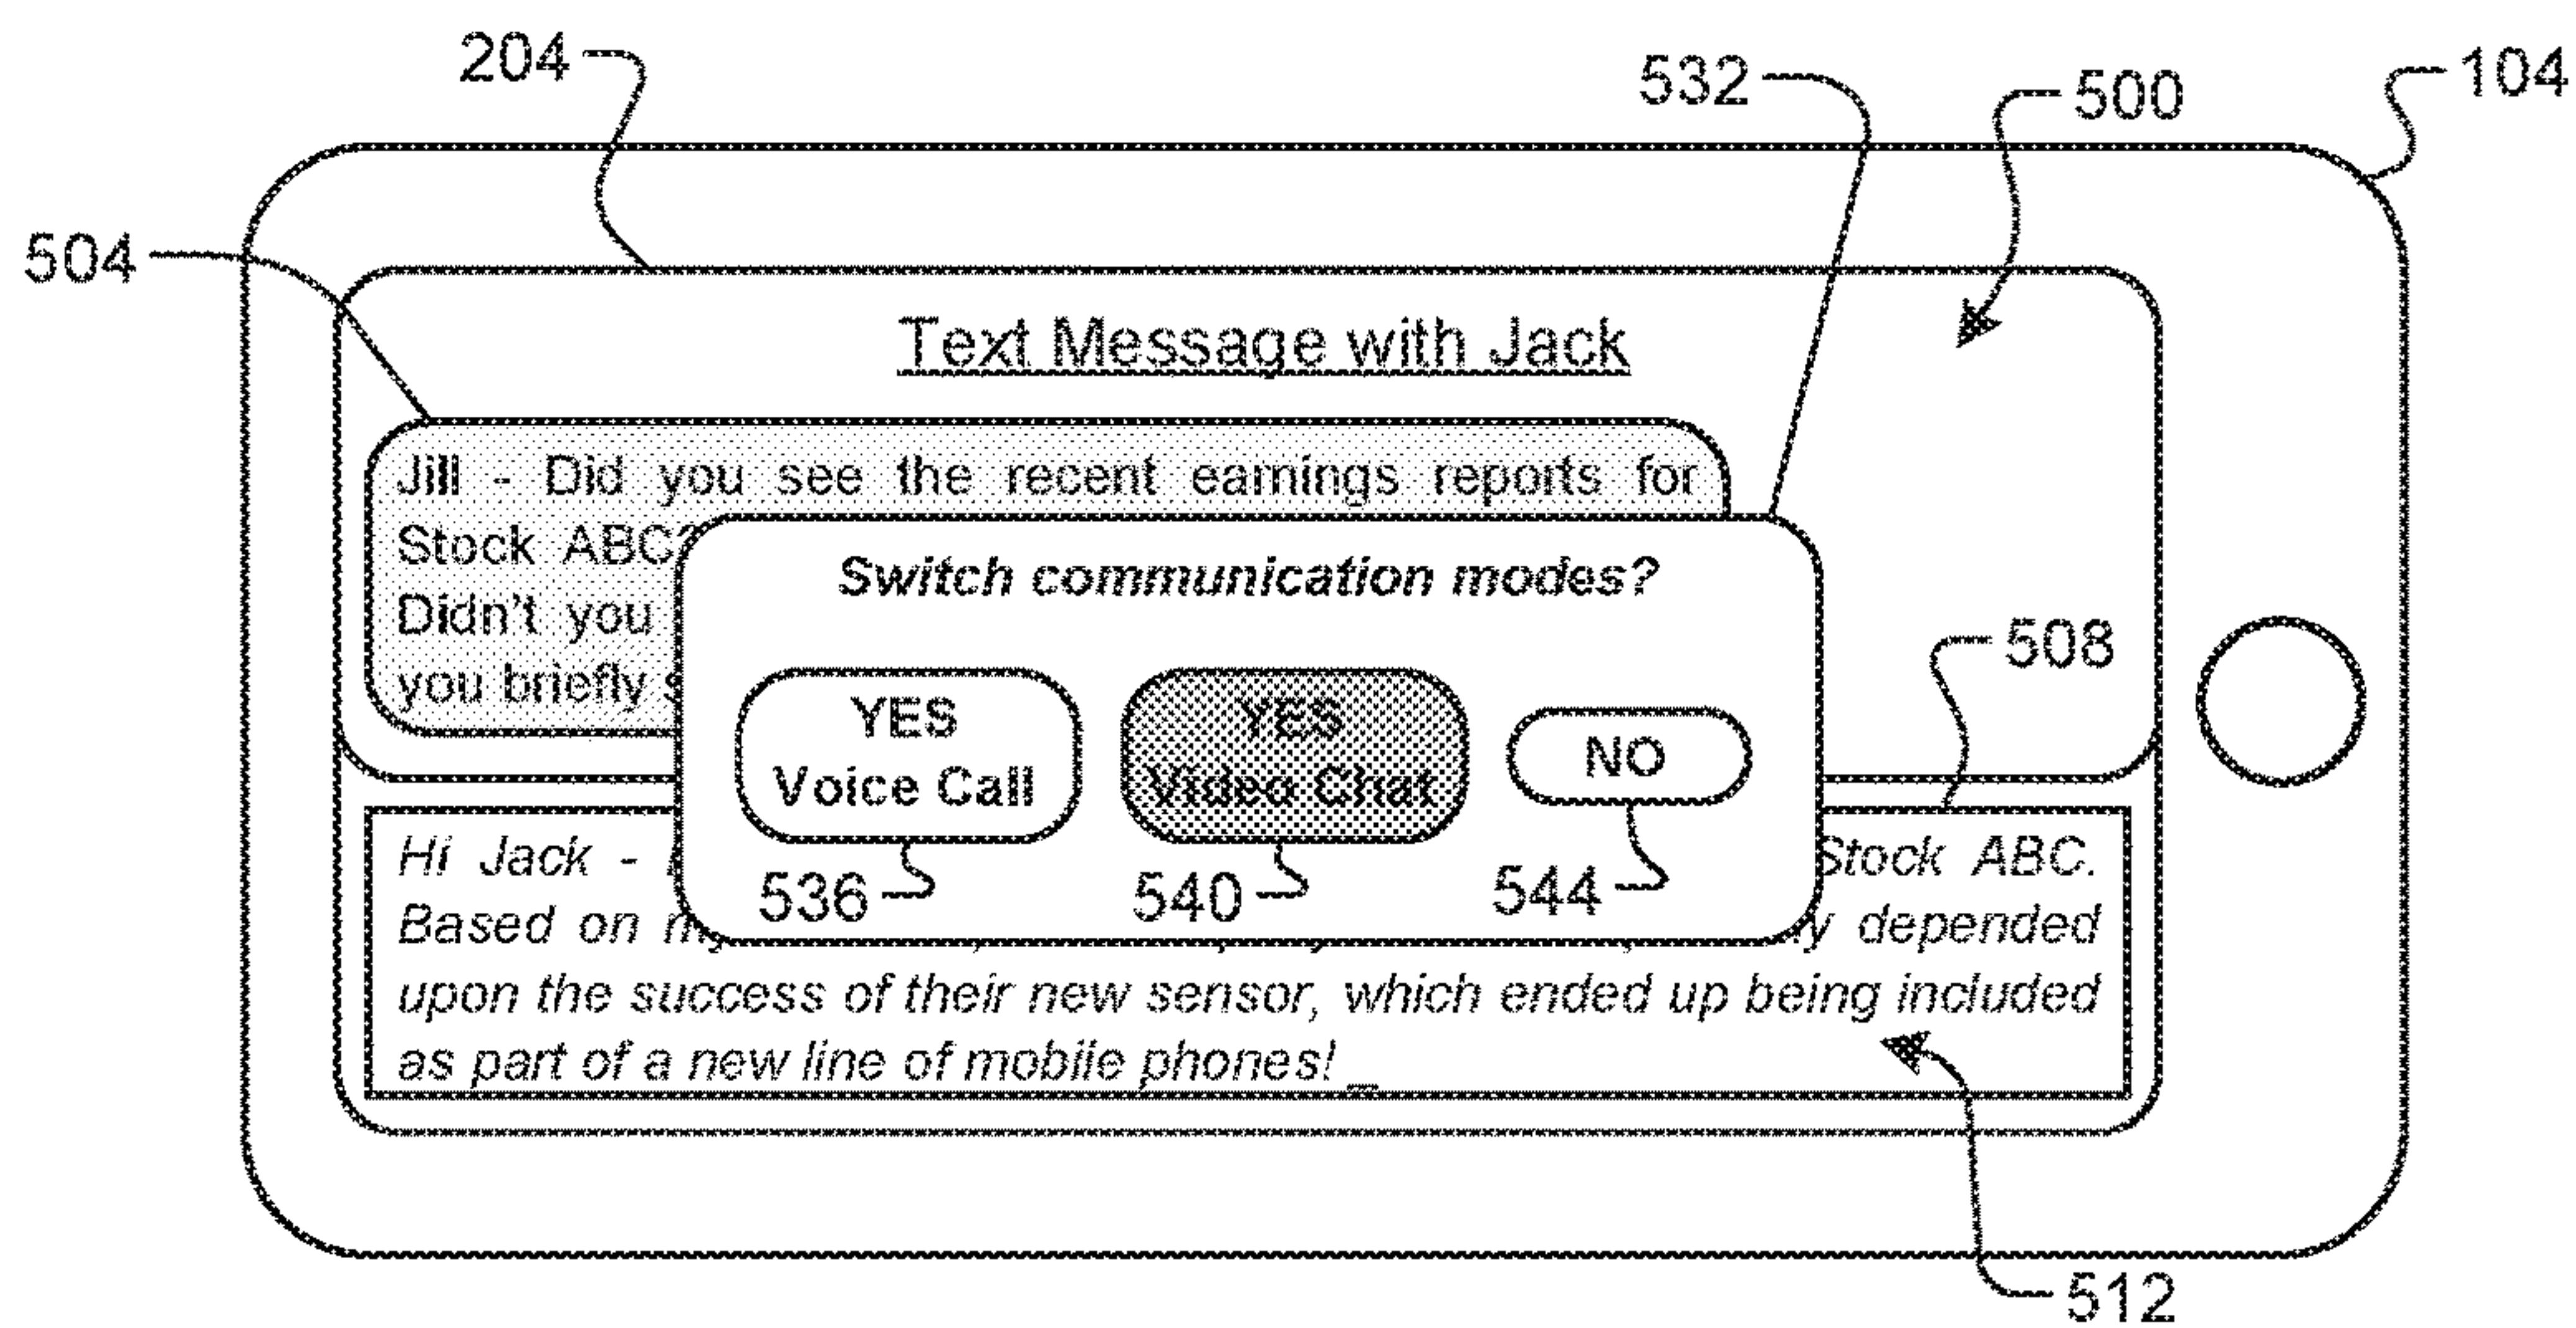 204
532
500
104
504
Text Message with Jack
Jill - Did you see the recent earnings reports for
Stock ABC?
Didn't you
you briefly
Switch communication modes?
508
YES
Voice Call
YES
Video Chat
NO
536
540
544
Hi Jack - Stock ABC.
Based on my depended
upon the success of their new sensor, which ended up being included
as part of a new line of mobile phones! _
512